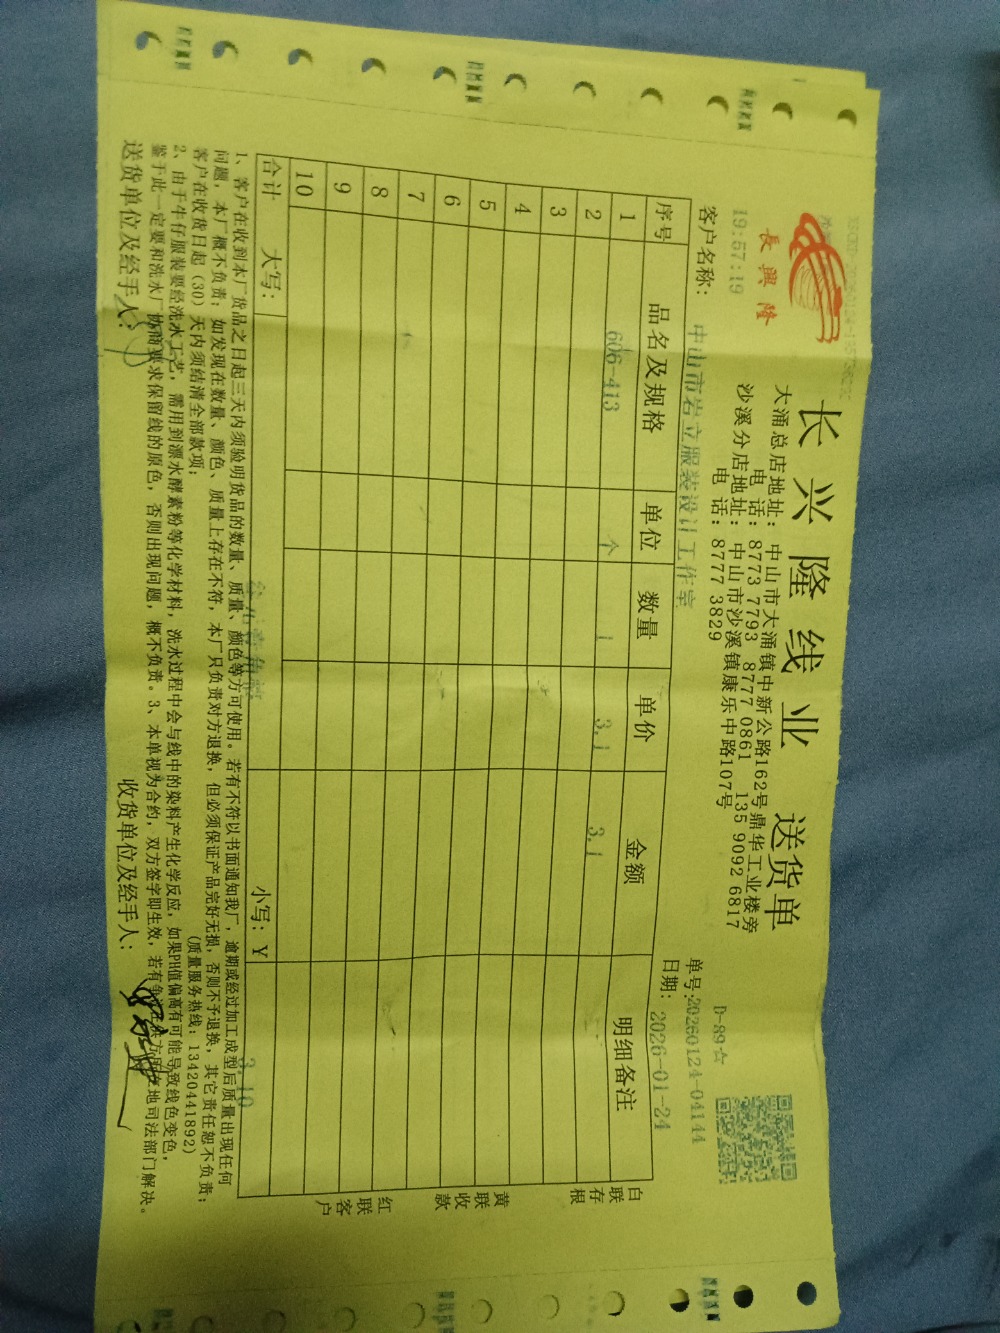 長興隆
长兴隆线业 送货单
大涌总店地址：中山市大涌镇中新公路162号鼎华工业楼旁
电 话：8773 7793 8777 0861 135 9092 6817
沙溪分店地址：中山市沙溪镇康乐中路107号
电 话：8777 3829
D-89
19:57:19
单号:20260124-04144
客户名称：中山市岩立服装设计工作室
日期：2026-01-24
序号 品名及规格 单位 数量 单价 金额 明细备注
1 606-413 个 1 3.1 3.1
2
3
4
5
6
7
8
9
10
合计 大写：叁元壹角整 小写：￥ 3.10
白联存根
黄联收款
红联客户
1、客户在收到本厂货品之日起三天内须验明货品的数量、质量、颜色等方可使用。若有不符以书面通知我厂，逾期或经过加工成型后质量出现任何
问题，本厂概不负责；如发现在数量、颜色、质量上存在不符，本厂只负责对方退换，但必须保证产品完好无损，否则不予退换，其它责任恕不负责；
客户在收货日起（30）天内须结清全部款项； （质量服务热线：13420441892）
2、由于牛仔服装要经洗水工艺，需用到漂水酵素粉等化学材料，洗水过程中会与线中的染料产生化学反应，如果PH值偏高有可能导致线色变色，
鉴于此一定要和洗水厂协商要求保留线的原色，否则出现问题，概不负责。3、本单视为合约，双方签字即生效，若有争议在供方所在地司法部门解决。
送货单位及经手人： 收货单位及经手人：